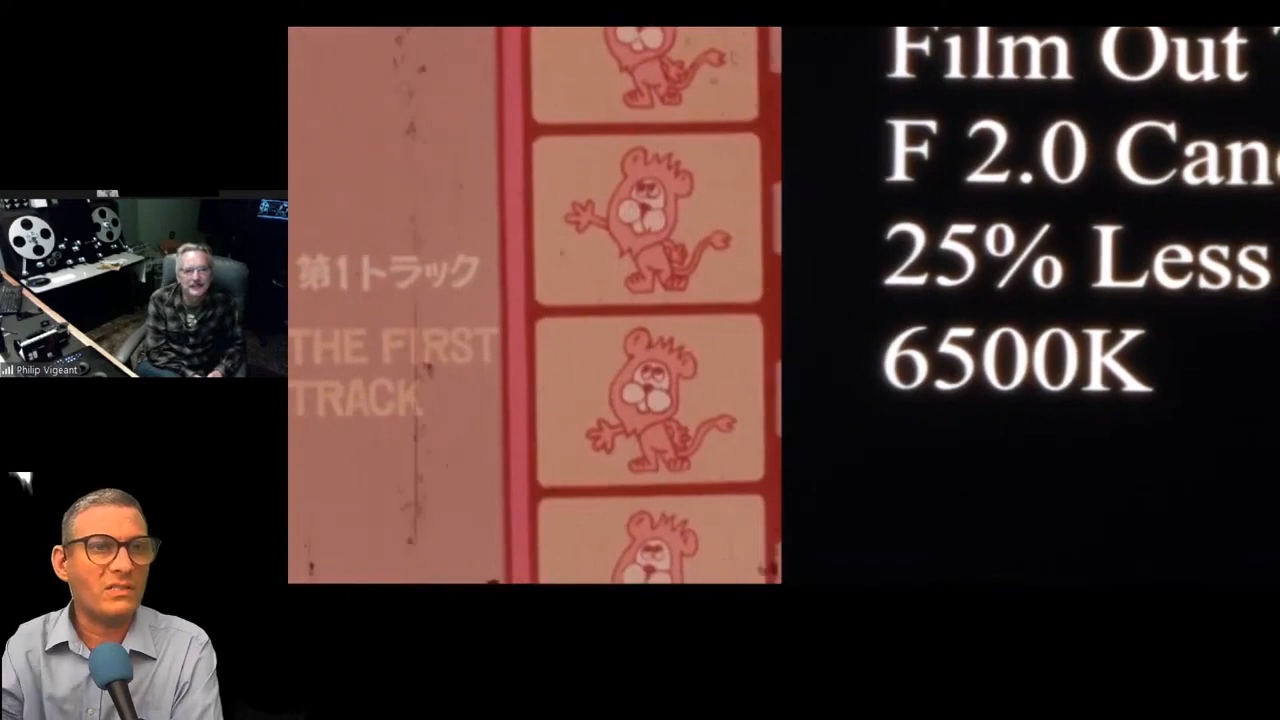 Philip Vigeant
第1トラック
THE FIRST
TRACK
Film Out
F 2.0
25% Less
6500K